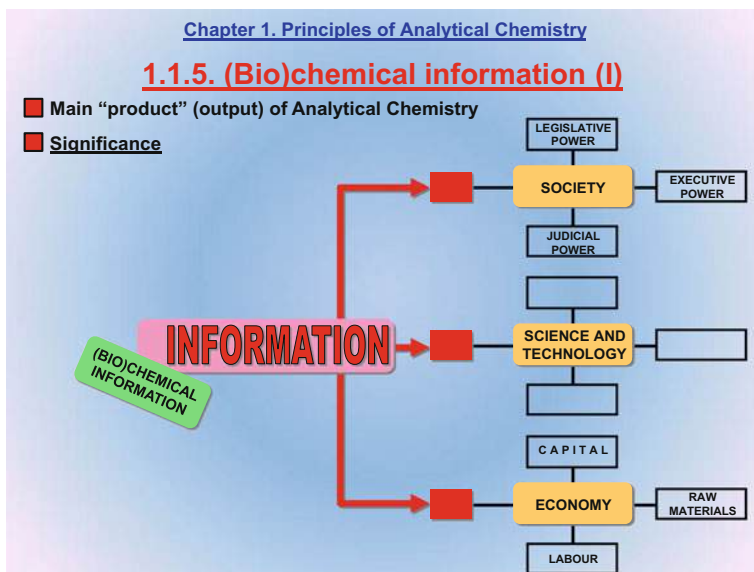 Chapter 1. Principles of Analytical Chemistry
1.1.5. (Bio)chemical information (I)
Main “product” (output) of Analytical Chemistry
Significance
LEGISLATIVE
POWER
SOCIETY
EXECUTIVE
POWER
JUDICIAL
POWER
INFORMATION
(BIO)CHEMICAL
INFORMATION
SCIENCE AND
TECHNOLOGY
C A P I T A L
ECONOMY
RAW
MATERIALS
LABOUR